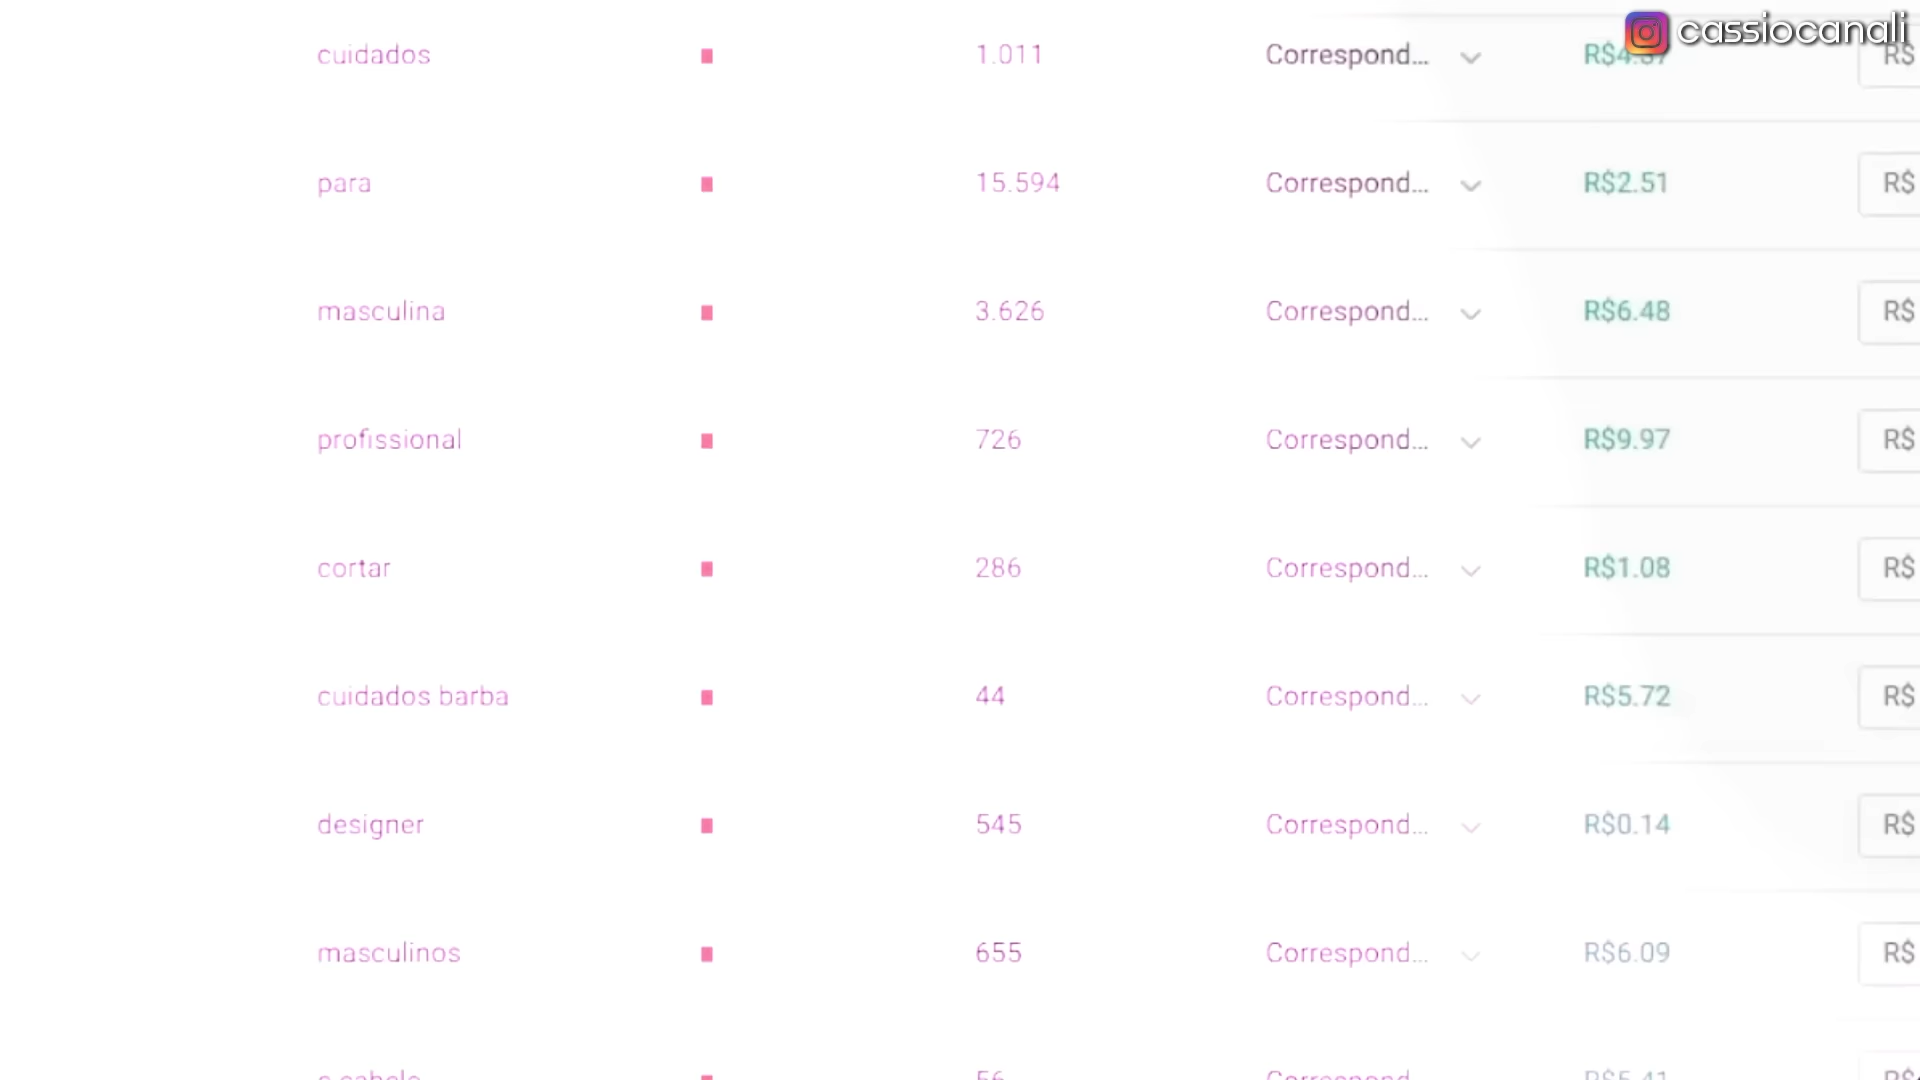 cassiocanali
cuidados 1.011 Correspond... R$
para 15.594 Correspond... R$2.51 R$
masculina 3.626 Correspond... R$6.48 R$
profissional 726 Correspond... R$9.97 R$
cortar 286 Correspond... R$1.08 R$
cuidados barba 44 Correspond... R$5.72 R$
designer 545 Correspond... R$0.14 R$
masculinos 655 Correspond... R$6.09 R$